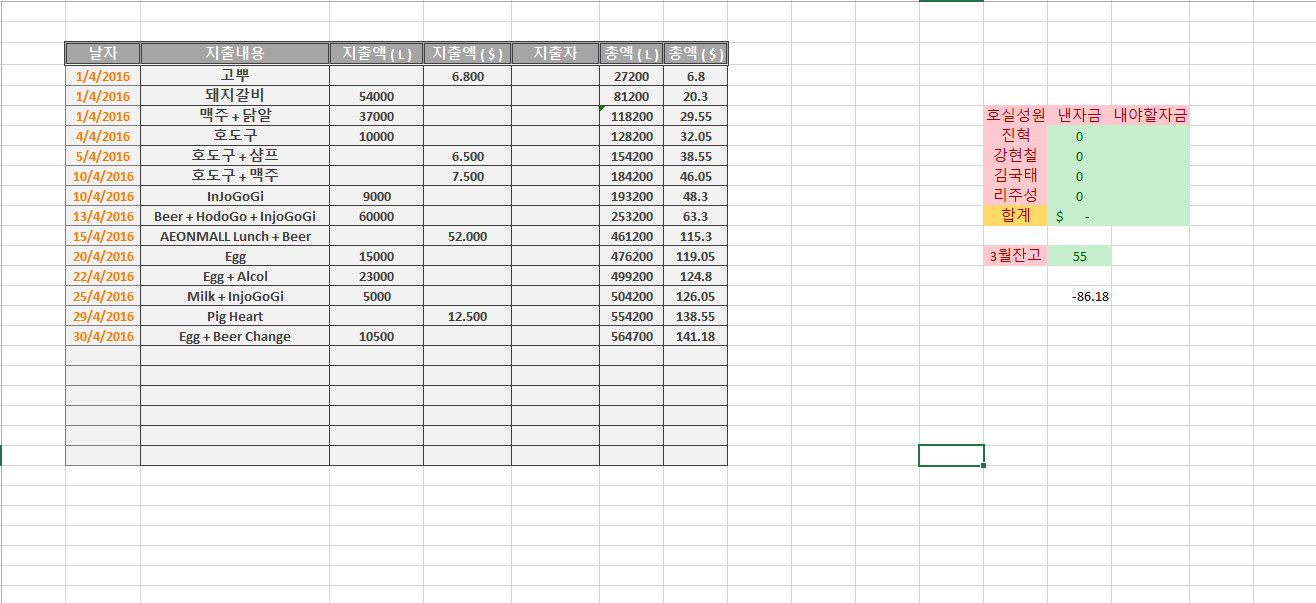 날자 지출내용 지출액 ( L ) 지출액 ( $ ) 지출자 총액 ( L ) 총액 ( $ )
1/4/2016 고뿌 6.800 27200 6.8
1/4/2016 돼지갈비 54000 81200 20.3
1/4/2016 맥주 + 닭알 37000 118200 29.55
4/4/2016 호도구 10000 128200 32.05
5/4/2016 호도구 + 샴프 6.500 154200 38.55
10/4/2016 호도구 + 맥주 7.500 184200 46.05
10/4/2016 InJoGoGi 9000 193200 48.3
13/4/2016 Beer + HodoGo + InjoGoGi 60000 253200 63.3
15/4/2016 AEONMALL Lunch + Beer 52.000 461200 115.3
20/4/2016 Egg 15000 476200 119.05
22/4/2016 Egg + Alcol 23000 499200 124.8
25/4/2016 Milk + InjoGoGi 5000 504200 126.05
29/4/2016 Pig Heart 12.500 554200 138.55
30/4/2016 Egg + Beer Change 10500 564700 141.18
호실성원 낸자금 내야할자금
진혁 0
강현철 0
김국태 0
리주성 0
합계 $ -
3월잔고 55
-86.18